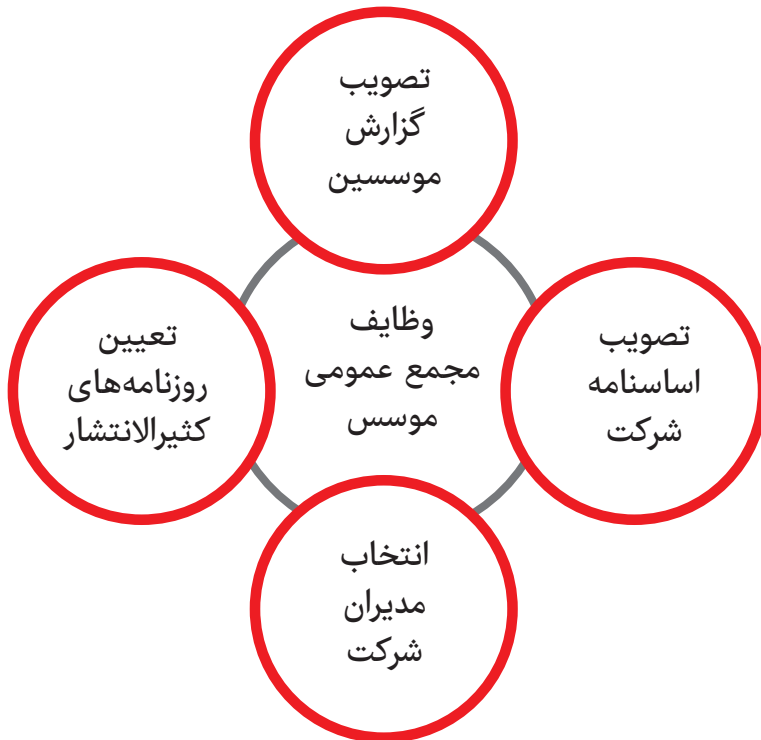 تصویب
گزارش
موسسین
وظایف
مجمع عمومی
موسس
تصویب
اساسنامه
شرکت
تعیین
روزنامه‌های
کثیرالانتشار
انتخاب
مدیران
شرکت